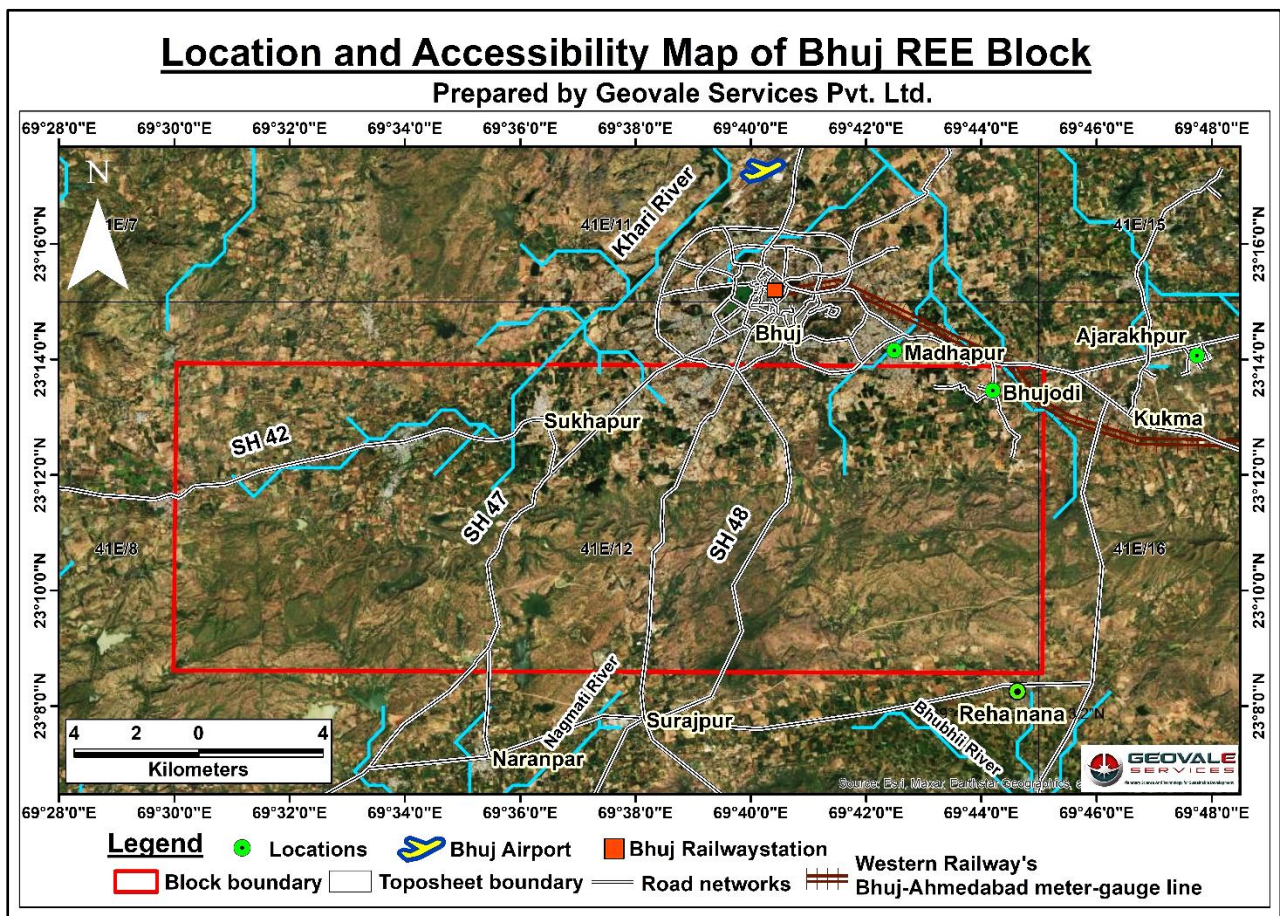 Location and Accessibility Map of Bhuj REE Block
Prepared by Geovale Services Pvt. Ltd.
69°28'0"E 69°30'0"E 69°32'0"E 69°34'0"E 69°36'0"E 69°38'0"E 69°40'0"E 69°42'0"E 69°44'0"E 69°46'0"E 69°48'0"E
N
Khari River
1E/7
41E/11
41E/15
23°16'0"N 23°16'0"N
Bhuj
Ajarakhpur
Madhapur
23°14'0"N 23°14'0"N
Bhujodi
Sukhapur
Kukma
SH 42
23°12'0"N 23°12'0"N
SH 47
SH 48
41E/8
41E/12
41E/16
23°10'0"N 23°10'0"N
Nagmati River
23°8'0"N 23°8'0"N
Reha nana
Surajpur
Bhubhii River
Naranpar
4 2 0 4
Kilometers
GEOVALE
SERVICES
Source: Esri, Maxar, Earthstar Geographics, a
69°28'0"E 69°30'0"E 69°32'0"E 69°34'0"E 69°36'0"E 69°38'0"E 69°40'0"E 69°42'0"E 69°44'0"E 69°46'0"E 69°48'0"E
Legend
Locations
Bhuj Airport
Bhuj Railwaystation
Block boundary
Toposheet boundary
Road networks
Western Railway's
Bhuj-Ahmedabad meter-gauge line